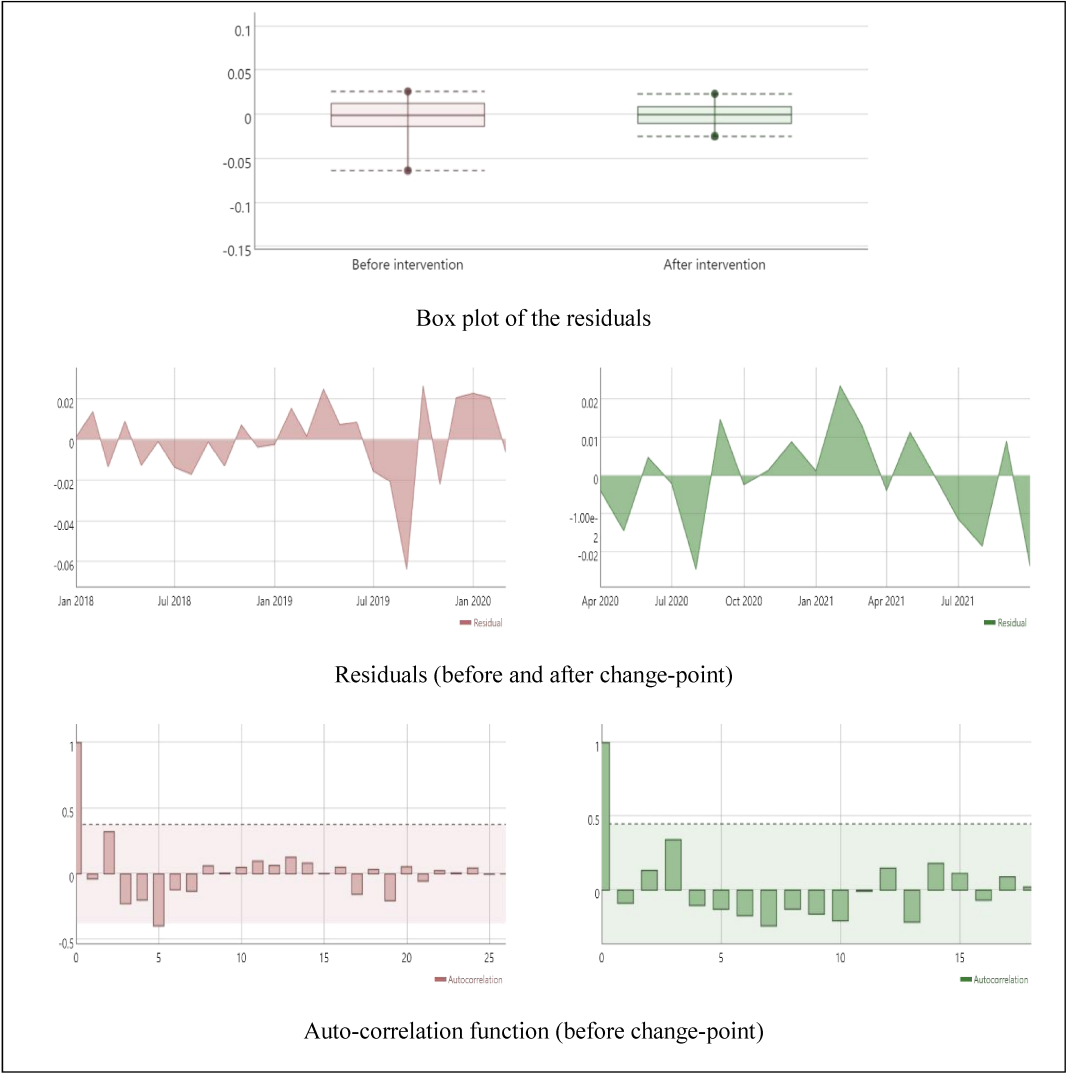 0.1
0.05
0
-0.05
-0.1
-0.15
Before intervention After intervention
Box plot of the residuals
0.02
0
-0.02
-0.04
-0.06
Jan 2018 Jul 2018 Jan 2019 Jul 2019 Jan 2020
Residual
0.02
0.01
0
-1.00e-
2
-0.02
Apr 2020 Jul 2020 Oct 2020 Jan 2021 Apr 2021 Jul 2021
Residual
Residuals (before and after change-point)
1
0.5
0
-0.5
0 5 10 15 20 25
Autocorrelation
1
0.5
0
0 5 10 15
Autocorrelation
Auto-correlation function (before change-point)